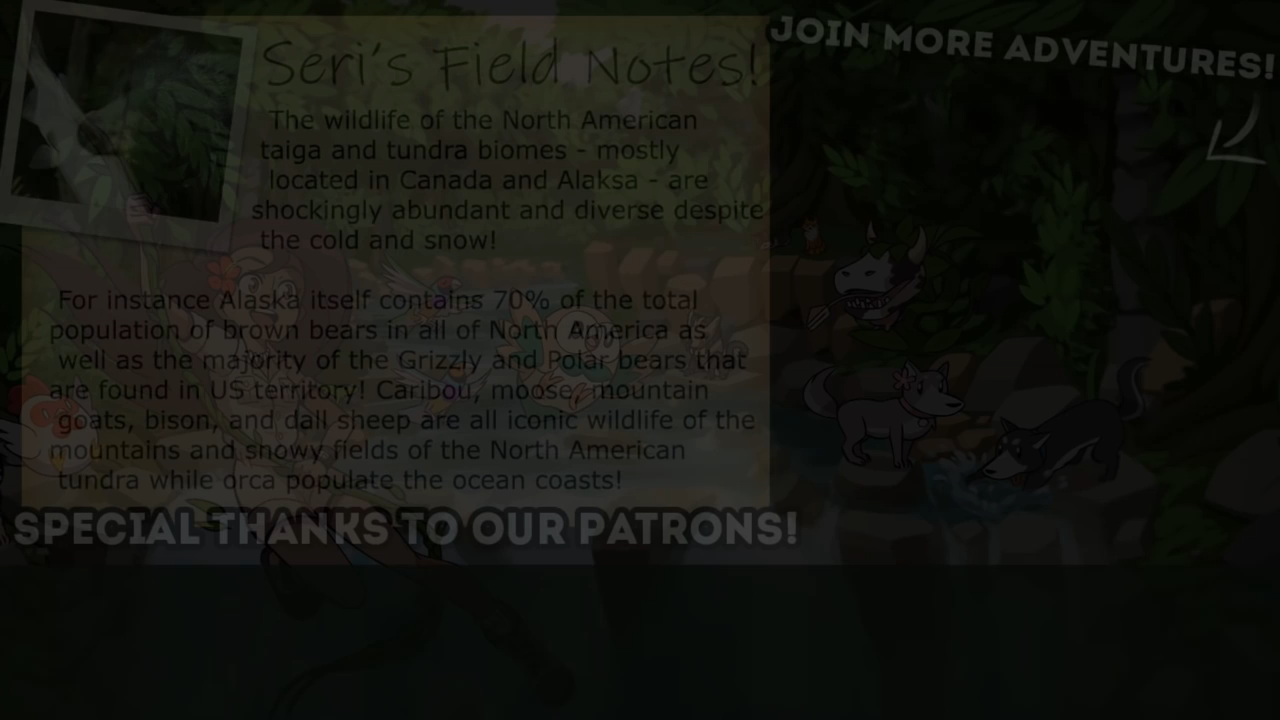 Seri's Field Notes!
JOIN MORE ADVENTURES!
The wildlife of the North American
taiga and tundra biomes - mostly
located in Canada and Alaksa - are
shockingly abundant and diverse despite
the cold and snow!
For instance Alaska itself contains 70% of the total
population of brown bears in all of North America as
well as the majority of the Grizzly and Polar bears that
are found in US territory! Caribou, moose, mountain
goats, bison, and dall sheep are all iconic wildlife of the
mountains and snowy fields of the North American
tundra while orca populate the ocean coasts!
SPECIAL THANKS TO OUR PATRONS!